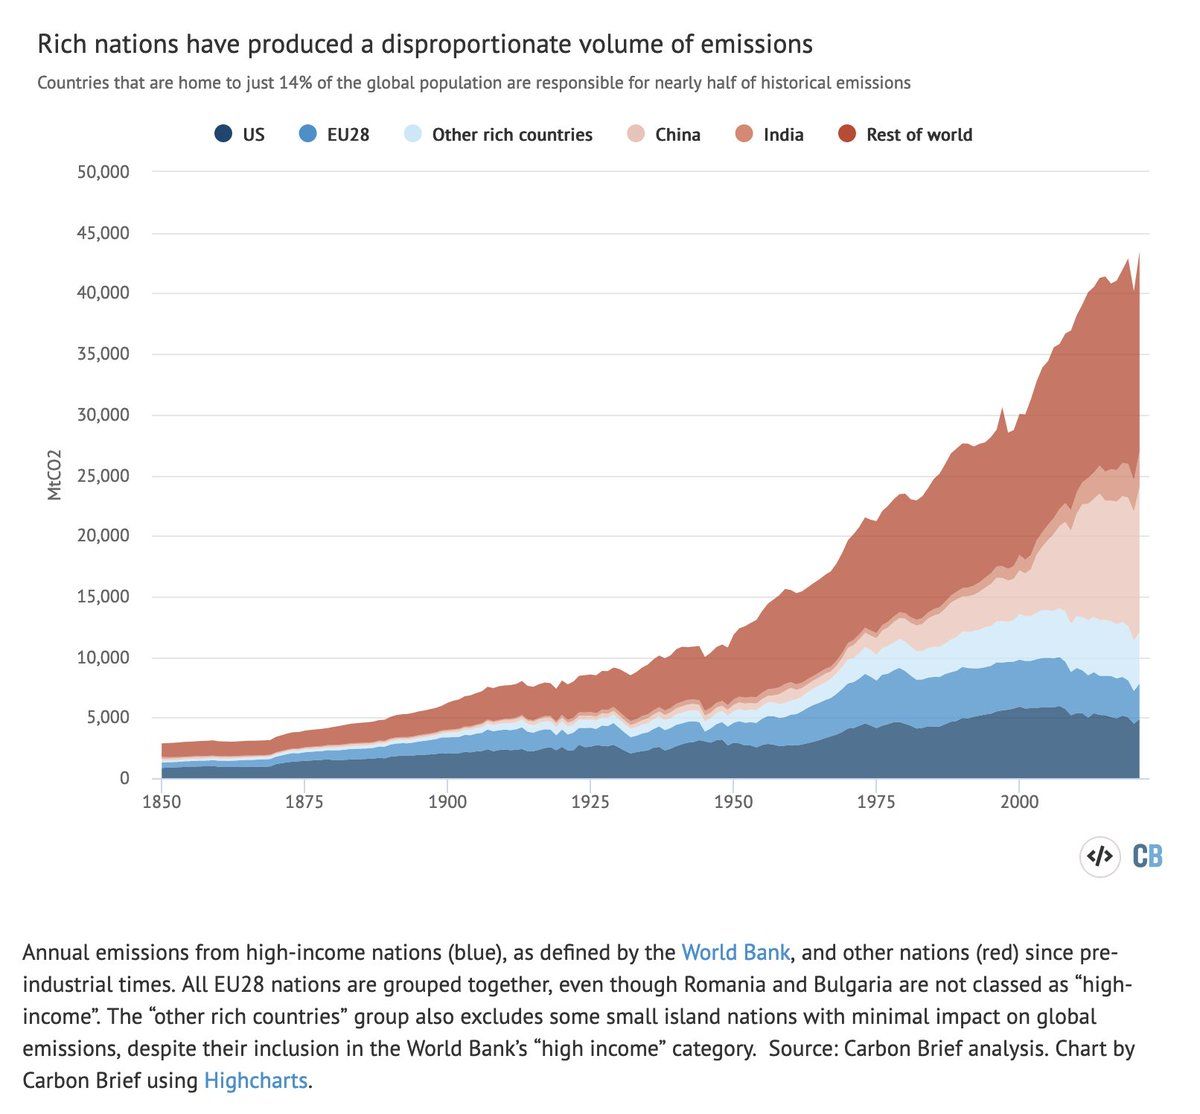 Rich nations have produced a disproportionate volume of emissions
Countries that are home to just 14% of the global population are responsible for nearly half of historical emissions
US EU28 Other rich countries China India Rest of world
50,000
45,000
40,000
35,000
30,000
25,000
20,000
15,000
10,000
5,000
0
MtCO2
1850 1875 1900 1925 1950 1975 2000
</> CB
Annual emissions from high-income nations (blue), as defined by the World Bank, and other nations (red) since pre-
industrial times. All EU28 nations are grouped together, even though Romania and Bulgaria are not classed as “high-
income”. The “other rich countries” group also excludes some small island nations with minimal impact on global
emissions, despite their inclusion in the World Bank’s “high income” category.  Source: Carbon Brief analysis. Chart by
Carbon Brief using Highcharts.